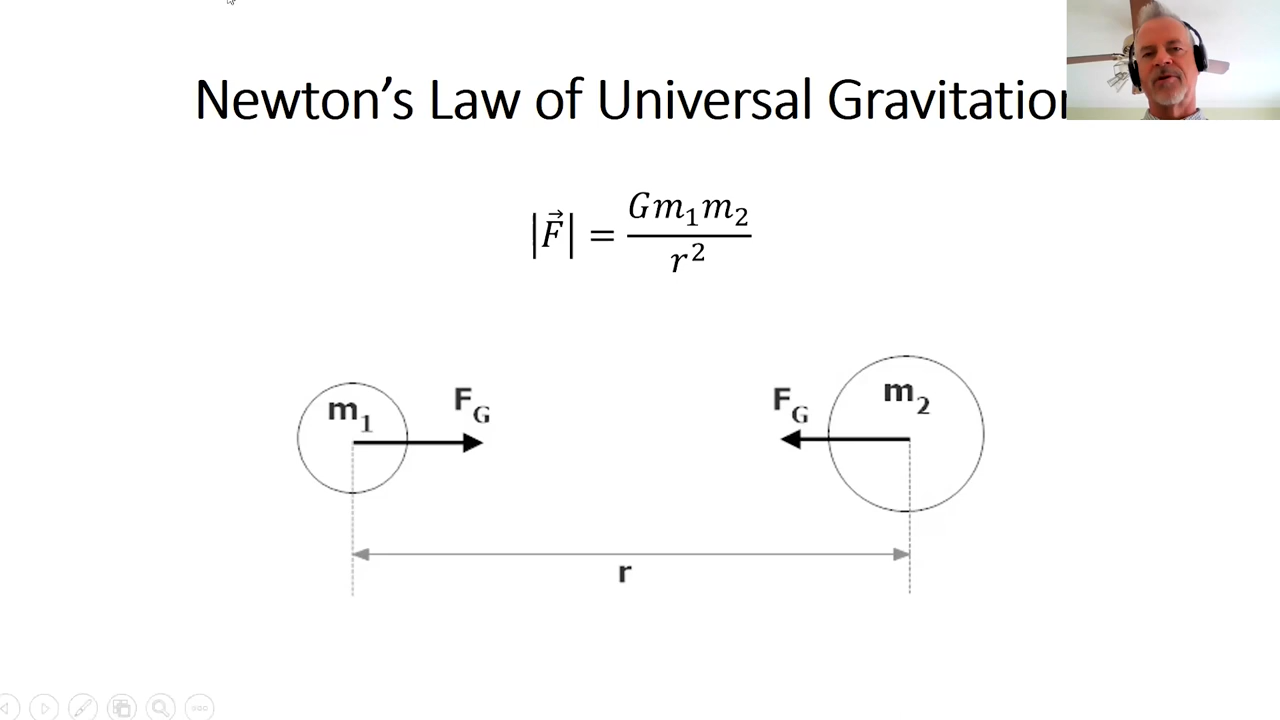 Newton's Law of Universal Gravitation
|F⃗| = Gm₁m₂ / r²
m₁ F_G F_G m₂
r